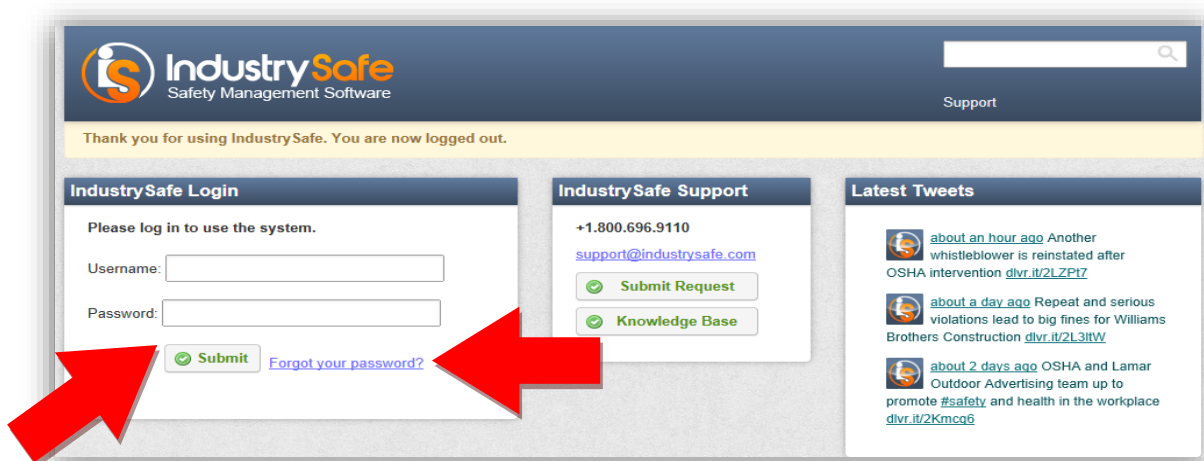 IndustrySafe
Safety Management Software
Support
Thank you for using IndustrySafe. You are now logged out.
IndustrySafe Login
Please log in to use the system.
Username:
Password:
Submit Forgot your password?
IndustrySafe Support
+1.800.696.9110
support@industrysafe.com
Submit Request
Knowledge Base
Latest Tweets
about an hour ago Another
whistleblower is reinstated after
OSHA intervention dlvr.it/2LZPt7
about a day ago Repeat and serious
violations lead to big fines for Williams
Brothers Construction dlvr.it/2L3ltW
about 2 days ago OSHA and Lamar
Outdoor Advertising team up to
promote #safety and health in the workplace
dlvr.it/2Kmcq6